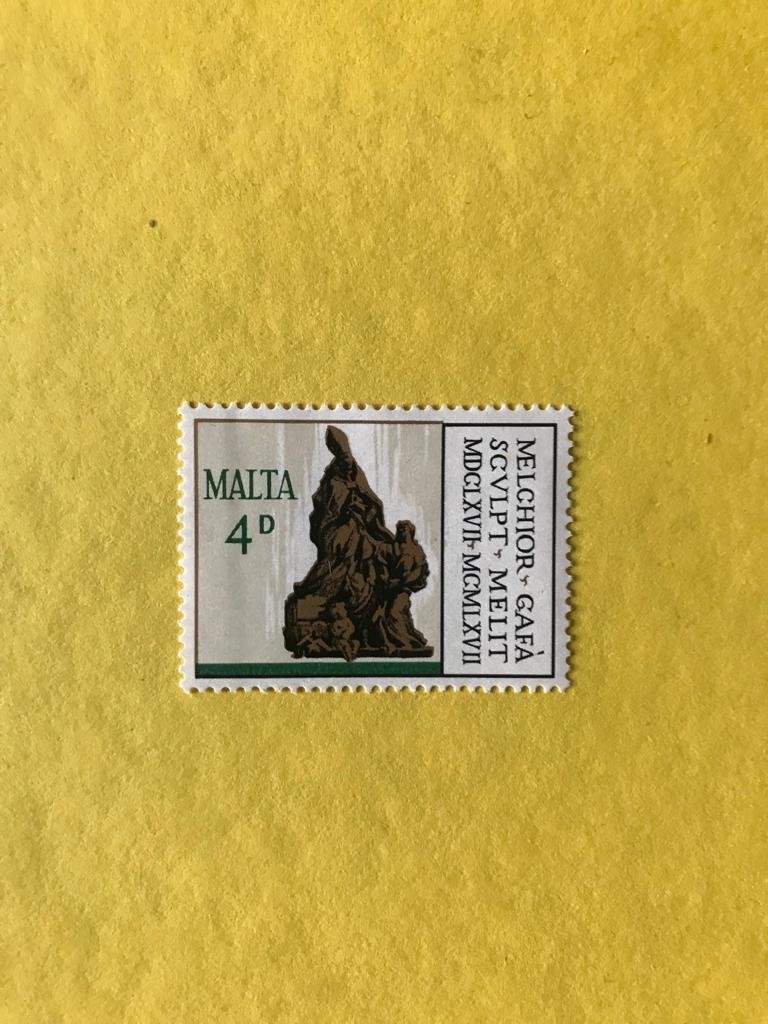 MALTA
4D
MELCHIOR GAFÀ
SCVLPT MELIT
MDCLXVII MCMLXVII